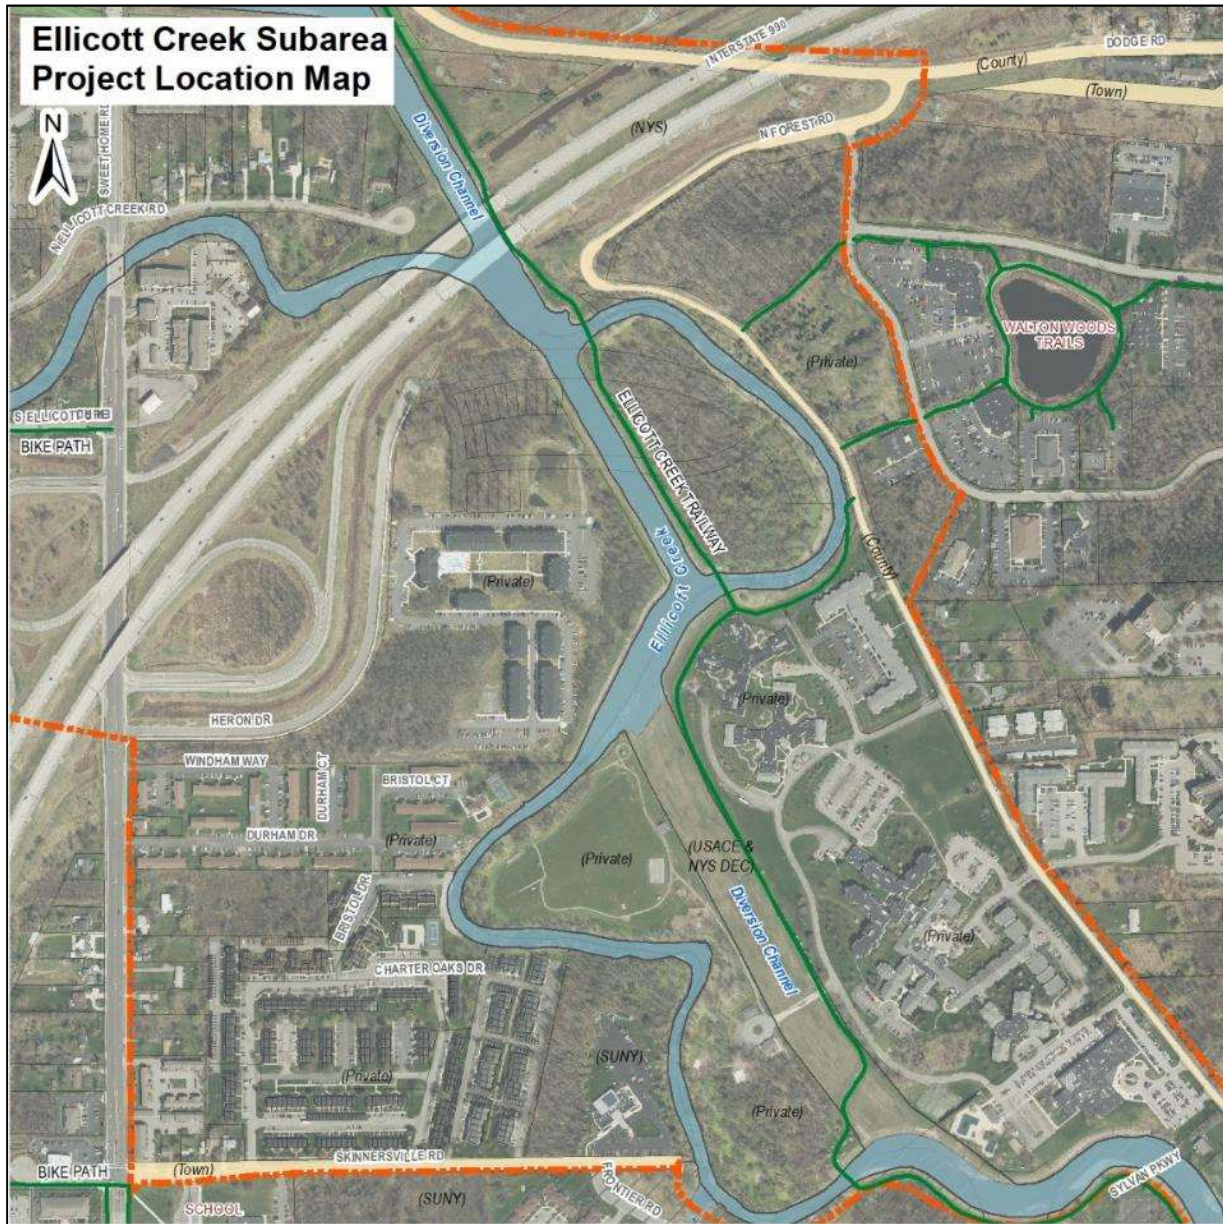 Ellicott Creek Subarea
Project Location Map
N
INTERSTATE 990
DODGE RD
(County)
(Town)
SWEET HOME RD
Diversion Channel
(NYS)
N FOREST RD
N ELLICOTT CREEK RD
WALTON WOODS
TRAILS
(Private)
S ELLICOTT
BIKE PATH
ELLICOTT CREEK TRAILWAY
Ellicott Creek
(County)
(Private)
(Private)
HERON DR
WINDHAM WAY
DURHAM CT
BRISTOL CT
DURHAM DR
(Private)
(Private)
(USACE &
NYS DEC)
BRISTOL DR
Diversion Channel
(Private)
CHARTER OAKS DR
(SUNY)
(Private)
(Private)
SKINNERSVILLE RD
BIKE PATH
(Town)
FRONTIER RD
SYLVAN PKWY
(SUNY)
SCHOOL